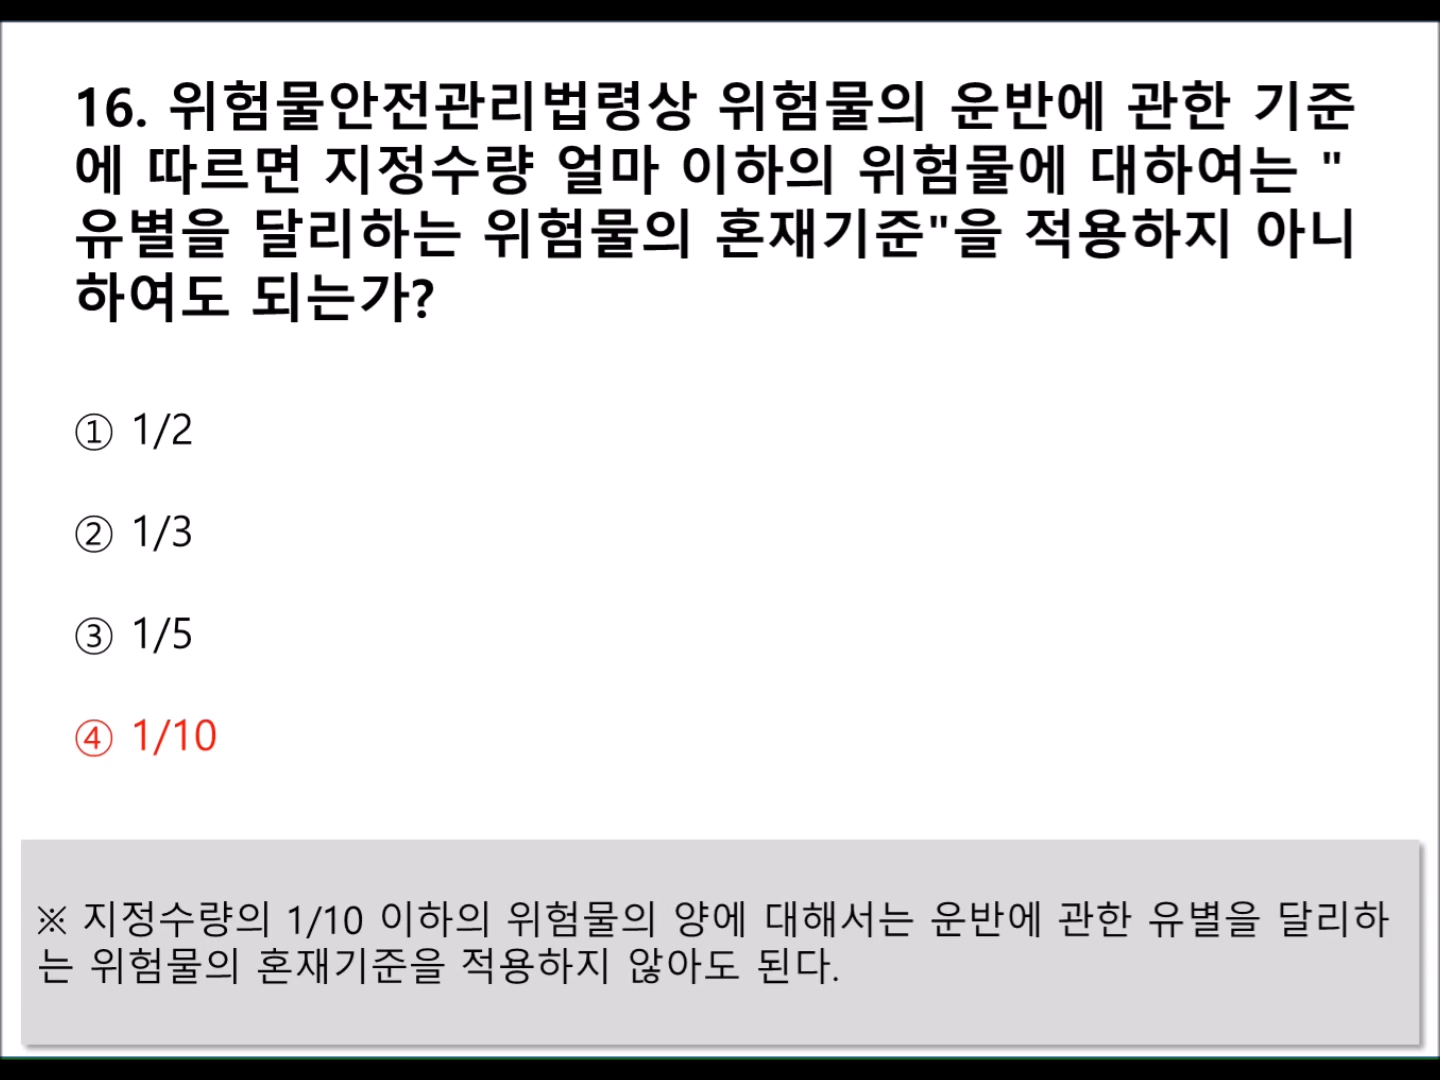 16. 위험물안전관리법령상 위험물의 운반에 관한 기준
에 따르면 지정수량 얼마 이하의 위험물에 대하여는 "
유별을 달리하는 위험물의 혼재기준"을 적용하지 아니
하여도 되는가?
① 1/2
② 1/3
③ 1/5
④ 1/10
※ 지정수량의 1/10 이하의 위험물의 양에 대해서는 운반에 관한 유별을 달리하
는 위험물의 혼재기준을 적용하지 않아도 된다.